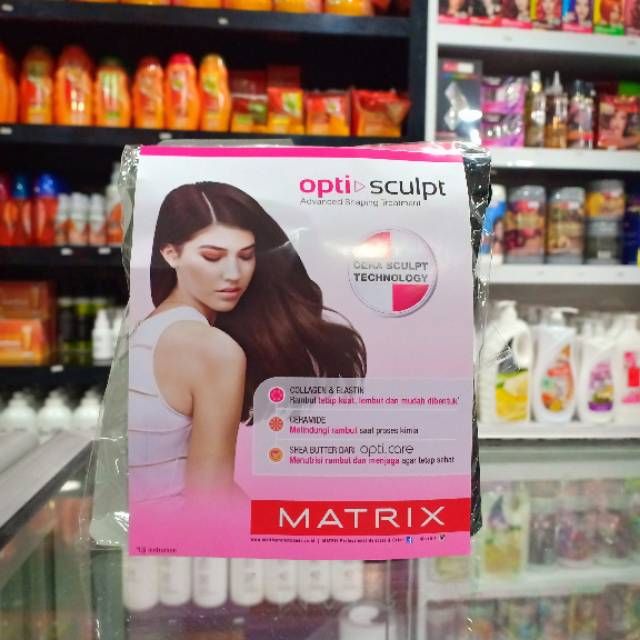 opti sculpt
Advanced Shaping Treatment
CERA SCULPT
TECHNOLOGY
COLLAGEN & ELASTIN
Rambut tetap kuat, lembut dan mudah dibentuk*
CERAMIDE
Melindungi rambut saat proses kimia
SHEA BUTTER DARI opti.care
Menutrisi rambut dan menjaga agar tetap sehat
MATRIX